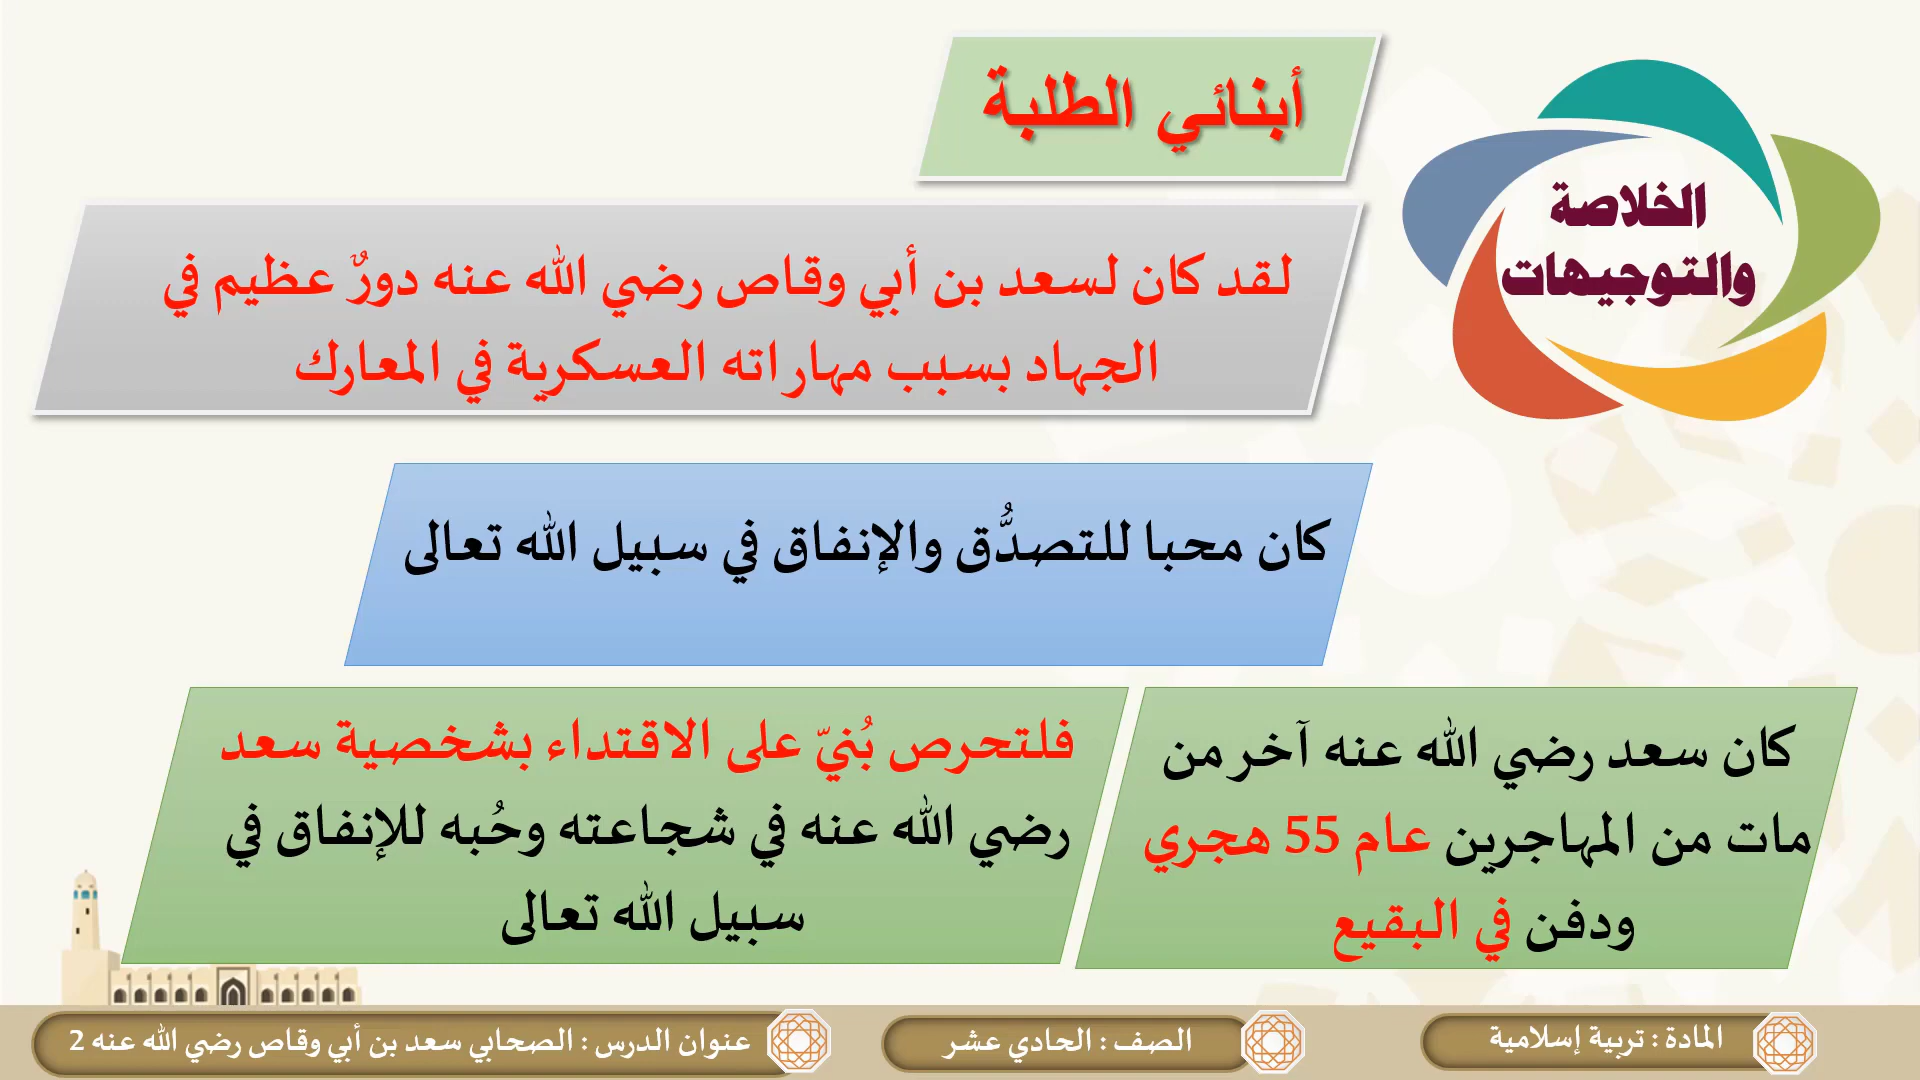 أبنائي الطلبة
الخلاصة
والتوجيهات
لقد كان لسعد بن أبي وقاص رضي الله عنه دورٌ عظيم في
الجهاد بسبب مهاراته العسكرية في المعارك
كان محبا للتصدُّق والإنفاق في سبيل الله تعالى
كان سعد رضي الله عنه آخر من
مات من المهاجرين عام 55 هجري
ودفن في البقيع
فلتحرص بُنيّ على الاقتداء بشخصية سعد
رضي الله عنه في شجاعته وحُبه للإنفاق في
سبيل الله تعالى
المادة : تربية إسلامية
الصف : الحادي عشر
عنوان الدرس : الصحابي سعد بن أبي وقاص رضي الله عنه 2